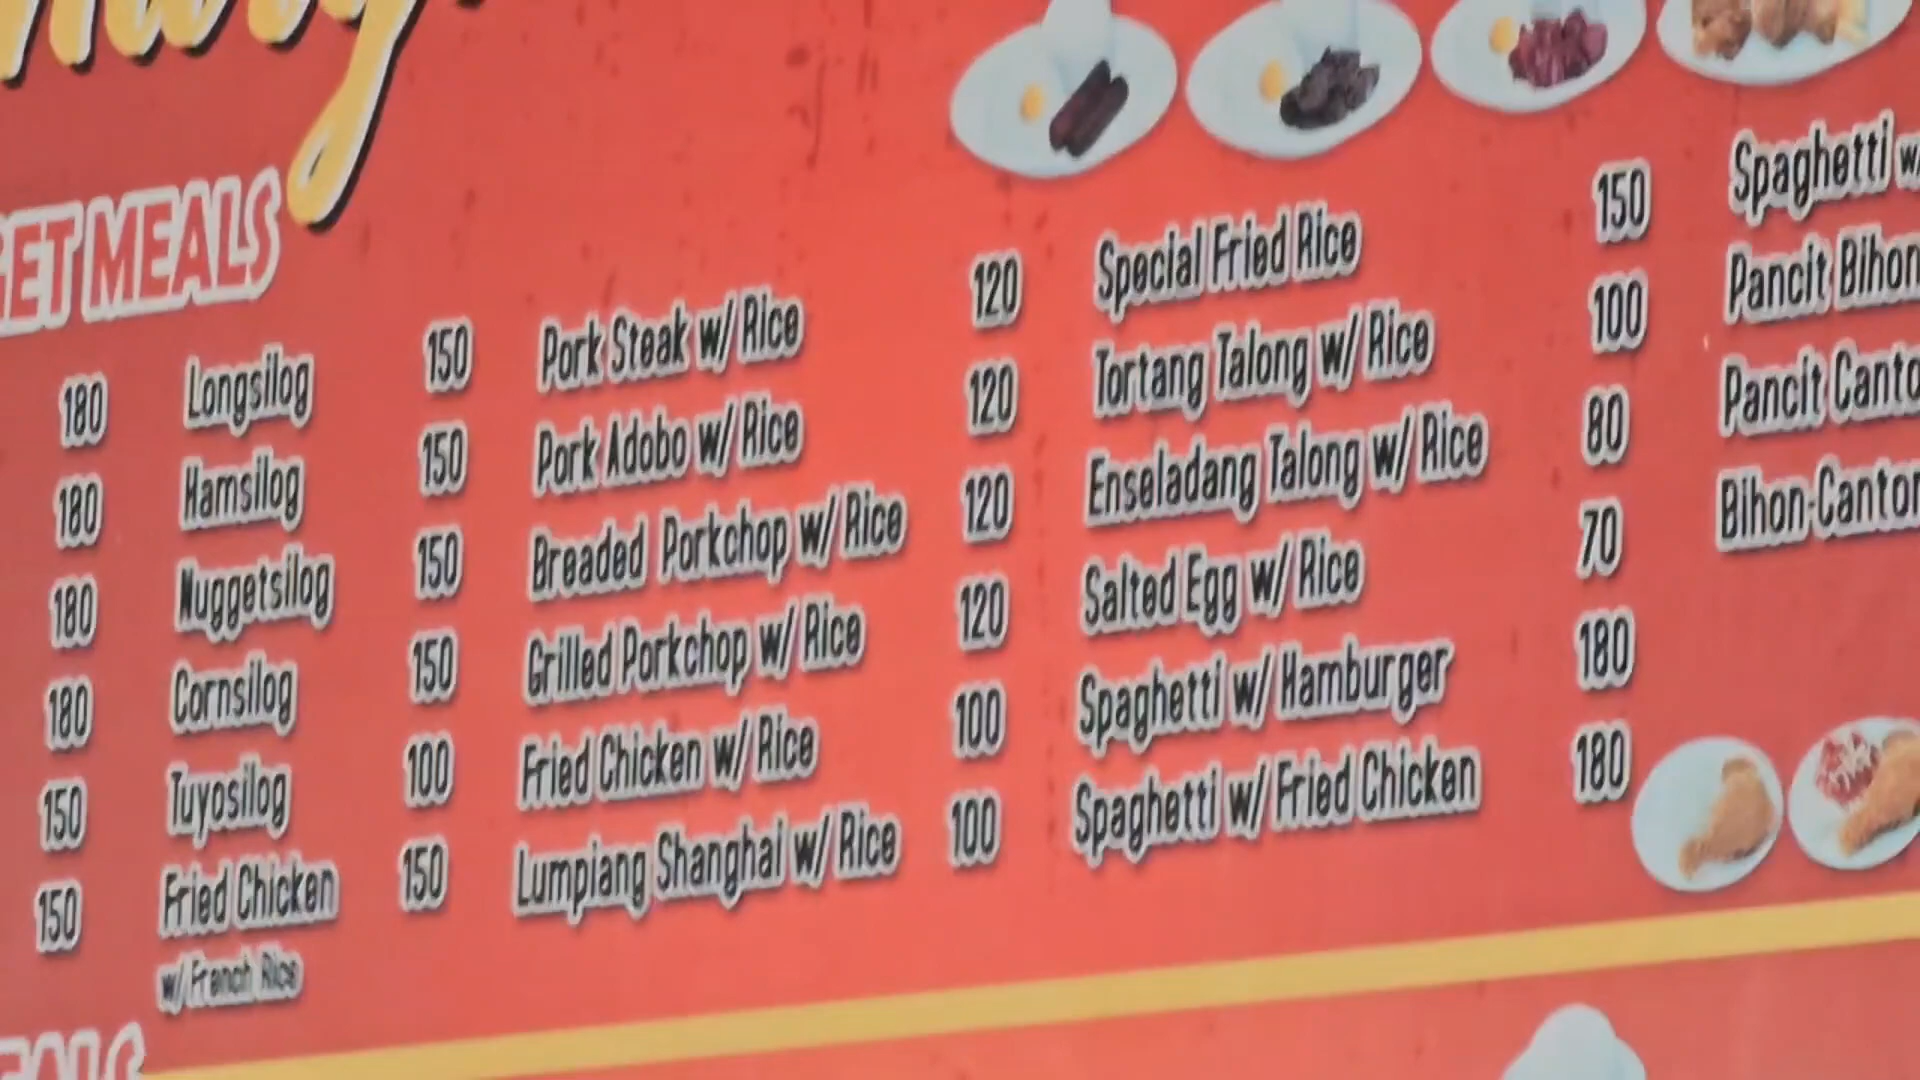 MEALS
180 Longsilog 150 Pork Steak w/ Rice 120 Special Fried Rice 150 Spaghetti
180 Hamsilog 150 Pork Adobo w/ Rice 120 Tortang Talong w/ Rice 100 Pancit Bihon
180 Nuggetsilog 150 Breaded Porkchop w/ Rice 120 Enseladang Talong w/ Rice 80 Pancit
180 Cornsilog 150 Grilled Porkchop w/ Rice 120 Salted Egg w/ Rice 70 Bihon-Canton
150 Tuyosilog 100 Fried Chicken w/ Rice 100 Spaghetti w/ Hamburger 180
150 Fried Chicken 150 Lumpiang Shanghai w/ Rice 100 Spaghetti w/ Fried Chicken 180
w/ French Rice